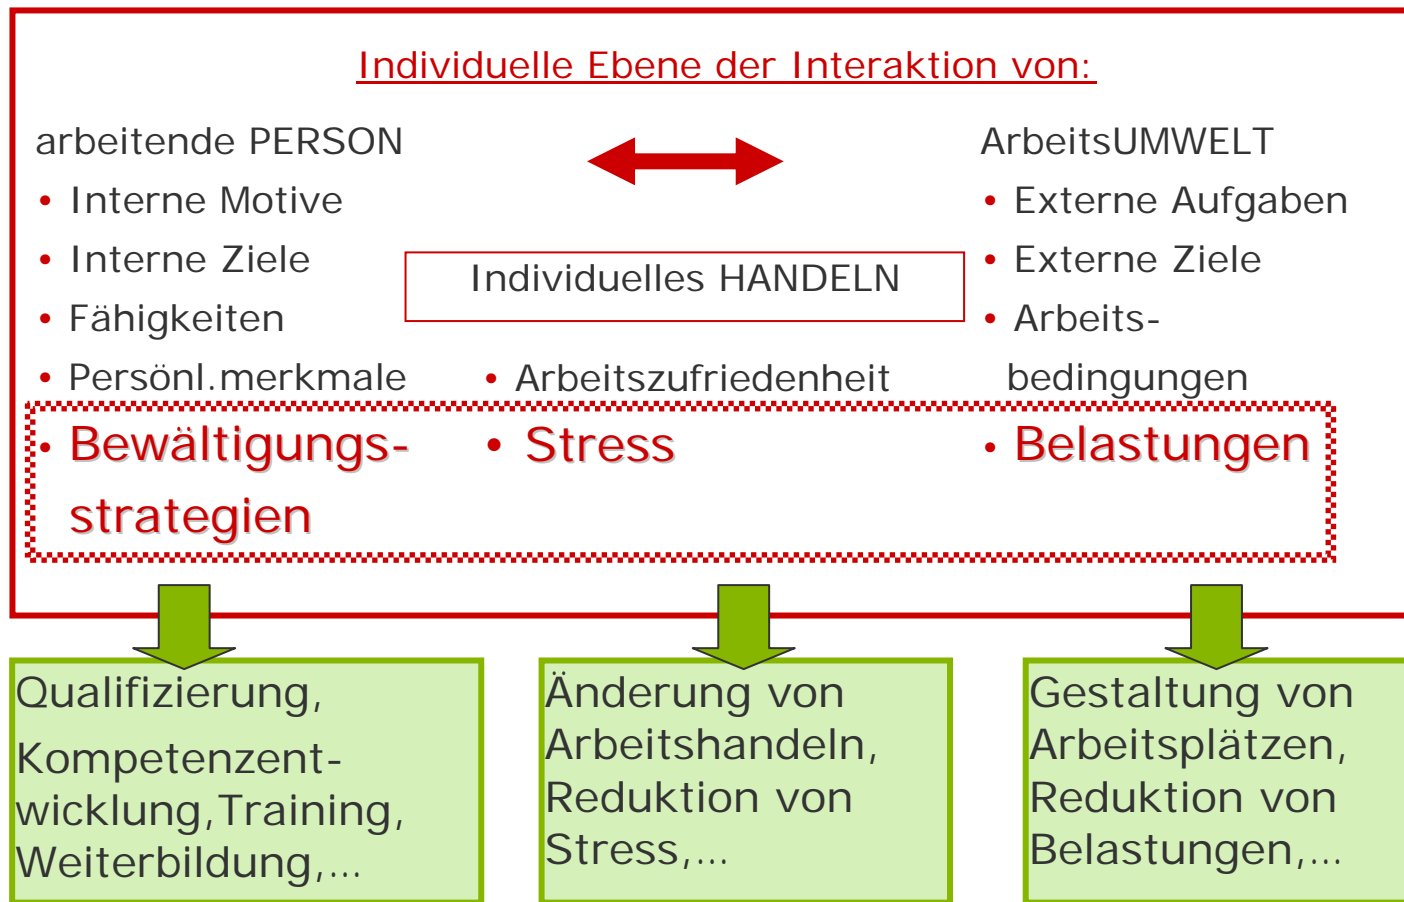 Individuelle Ebene der Interaktion von:
arbeitende PERSON
• Interne Motive
• Interne Ziele
• Fähigkeiten
• Persönl.merkmale
• Bewältigungs-
strategien
Individuelles HANDELN
• Arbeitszufriedenheit
• Stress
ArbeitsUMWELT
• Externe Aufgaben
• Externe Ziele
• Arbeits-
bedingungen
• Belastungen
Qualifizierung,
Kompetenzent-
wicklung,Training,
Weiterbildung,...
Änderung von
Arbeitshandeln,
Reduktion von
Stress,...
Gestaltung von
Arbeitsplätzen,
Reduktion von
Belastungen,...